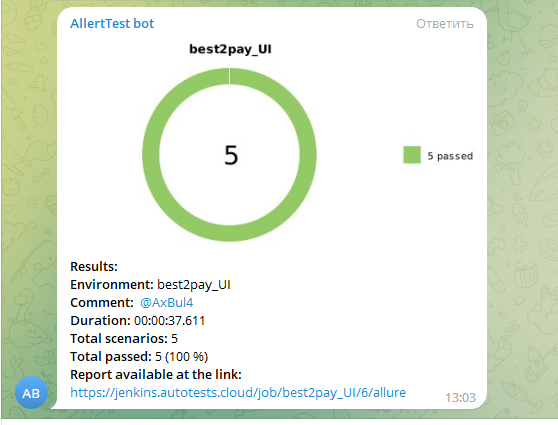 AllertTest bot Ответить
best2pay_UI
5
5 passed
Results:
Environment: best2pay_UI
Comment: @AxBul4
Duration: 00:00:37.611
Total scenarios: 5
Total passed: 5 (100 %)
Report available at the link:
https://jenkins.autotests.cloud/job/best2pay_UI/6/allure
AB
13:03